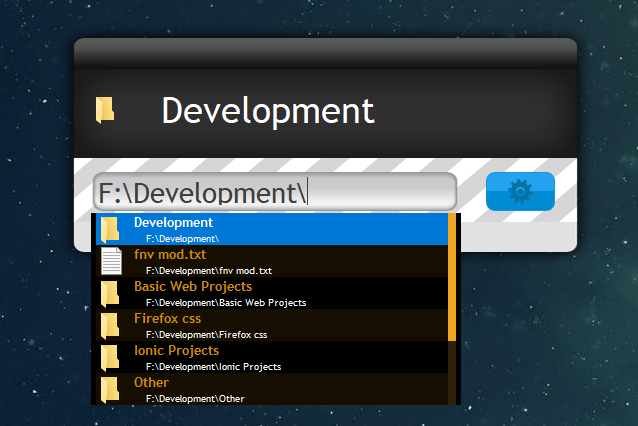 Development
F:\Development\
Development
F:\Development\
fnv mod.txt
F:\Development\fnv mod.txt
Basic Web Projects
F:\Development\Basic Web Projects
Firefox css
F:\Development\Firefox css
Ionic Projects
F:\Development\Ionic Projects
Other
F:\Development\Other